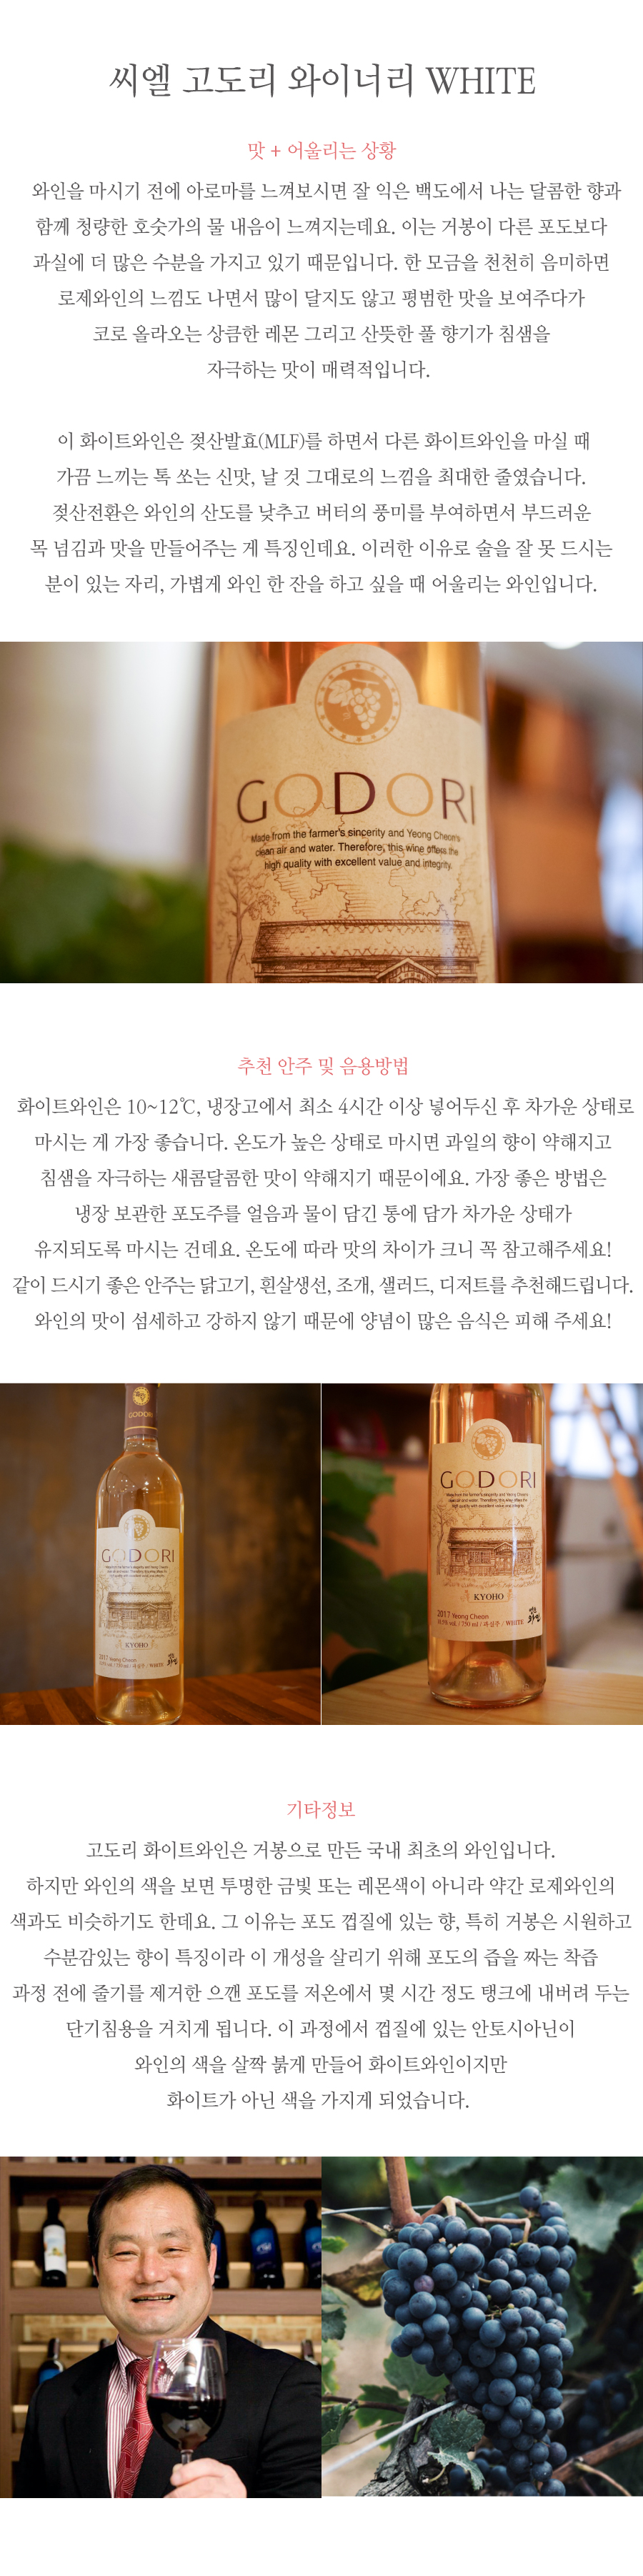 씨엘 고도리 와이너리 WHITE
맛 + 어울리는 상황
와인을 마시기 전에 아로마를 느껴보시면 잘 익은 백도에서 나는 달콤한 향과
함께 청량한 호숫가의 물 내음이 느껴지는데요. 이는 거봉이 다른 포도보다
과실에 더 많은 수분을 가지고 있기 때문입니다. 한 모금을 천천히 음미하면
로제와인의 느낌도 나면서 많이 달지도 않고 평범한 맛을 보여주다가
코로 올라오는 상큼한 레몬 그리고 산뜻한 풀 향기가 침샘을
자극하는 맛이 매력적입니다.
이 화이트와인은 젖산발효(MLF)를 하면서 다른 화이트와인을 마실 때
가끔 느끼는 톡 쏘는 신맛, 날 것 그대로의 느낌을 최대한 줄였습니다.
젖산전환은 와인의 산도를 낮추고 버터의 풍미를 부여하면서 부드러운
목 넘김과 맛을 만들어주는 게 특징인데요. 이러한 이유로 술을 잘 못 드시는
분이 있는 자리, 가볍게 와인 한 잔을 하고 싶을 때 어울리는 와인입니다.
GODORI
Made from the farmer's sincerity and Yeong Cheon's
clean air and water. Therefore, this wine offers the
high quality with excellent value and integrity.
추천 안주 및 음용방법
화이트와인은 10~12℃, 냉장고에서 최소 4시간 이상 넣어두신 후 차가운 상태로
마시는 게 가장 좋습니다. 온도가 높은 상태로 마시면 과일의 향이 약해지고
침샘을 자극하는 새콤달콤한 맛이 약해지기 때문이에요. 가장 좋은 방법은
냉장 보관한 포도주를 얼음과 물이 담긴 통에 담가 차가운 상태가
유지되도록 마시는 건데요. 온도에 따라 맛의 차이가 크니 꼭 참고해주세요!
같이 드시기 좋은 안주는 닭고기, 흰살생선, 조개, 샐러드, 디저트를 추천해드립니다.
와인의 맛이 섬세하고 강하지 않기 때문에 양념이 많은 음식은 피해 주세요!
GODORI
GODORI
KYOHO
2017 Yeong Cheon
750 ml / 과실주 / WHITE
GODORI
Made from the farmer's sincerity and Yeong Cheon's
clean air and water. Therefore, this wine offers the
high quality with excellent value and integrity.
KYOHO
2017 Yeong Cheon
750 ml / 과실주 / WHITE
기타정보
고도리 화이트와인은 거봉으로 만든 국내 최초의 와인입니다.
하지만 와인의 색을 보면 투명한 금빛 또는 레몬색이 아니라 약간 로제와인의
색과도 비슷하기도 한데요. 그 이유는 포도 껍질에 있는 향, 특히 거봉은 시원하고
수분감있는 향이 특징이라 이 개성을 살리기 위해 포도의 즙을 짜는 착즙
과정 전에 줄기를 제거한 으깬 포도를 저온에서 몇 시간 정도 탱크에 내버려 두는
단기침용을 거치게 됩니다. 이 과정에서 껍질에 있는 안토시아닌이
와인의 색을 살짝 붉게 만들어 화이트와인이지만
화이트가 아닌 색을 가지게 되었습니다.